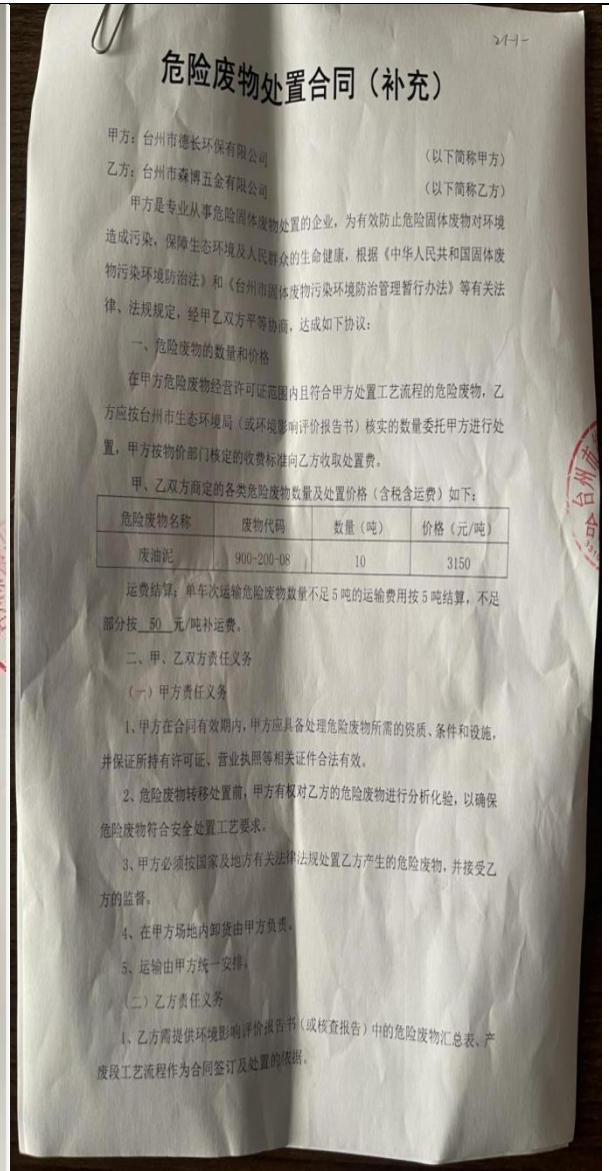 21-1-
危险废物处置合同（补充）
甲方：台州市德长环保有限公司 （以下简称甲方）
乙方：台州市森博五金有限公司 （以下简称乙方）
甲方是专业从事危险固体废物处置的企业，为有效防止危险固体废物对环境
造成污染，保障生态环境及人民群众的生命健康，根据《中华人民共和国固体废
物污染环境防治法》和《台州市固体废物污染环境防治管理暂行办法》等有关法
律、法规规定，经甲乙双方平等协商，达成如下协议：
一、危险废物的数量和价格
在甲方危险废物经营许可证范围内且符合甲方处置工艺流程的危险废物，乙
方应按台州市生态环境局（或环境影响评价报告书）核实的数量委托甲方进行处
置，甲方按物价部门核定的收费标准向乙方收取处置费。
甲、乙双方商定的各类危险废物数量及处置价格（含税含运费）如下：
危险废物名称 废物代码 数量（吨） 价格（元/吨）
废油泥 900-200-08 10 3150
运费结算：单车次运输危险废物数量不足 5 吨的运输费用按 5 吨结算，不足
部分按 50 元/吨补运费。
二、甲、乙双方责任义务
（一）甲方责任义务
1、甲方在合同有效期内，甲方应具备处理危险废物所需的资质、条件和设施，
并保证所持有许可证、营业执照等相关证件合法有效。
2、危险废物转移处置前，甲方有权对乙方的危险废物进行分析化验，以确保
危险废物符合安全处置工艺要求。
3、甲方必须按国家及地方有关法律法规处置乙方产生的危险废物，并接受乙
方的监督。
4、在甲方场地内卸货由甲方负责。
5、运输由甲方统一安排。
（二）乙方责任义务
1、乙方需提供环境影响评价报告书（或核查报告）中的危险废物汇总表、产
废段工艺流程作为合同签订及处置的依据。
台州市
合